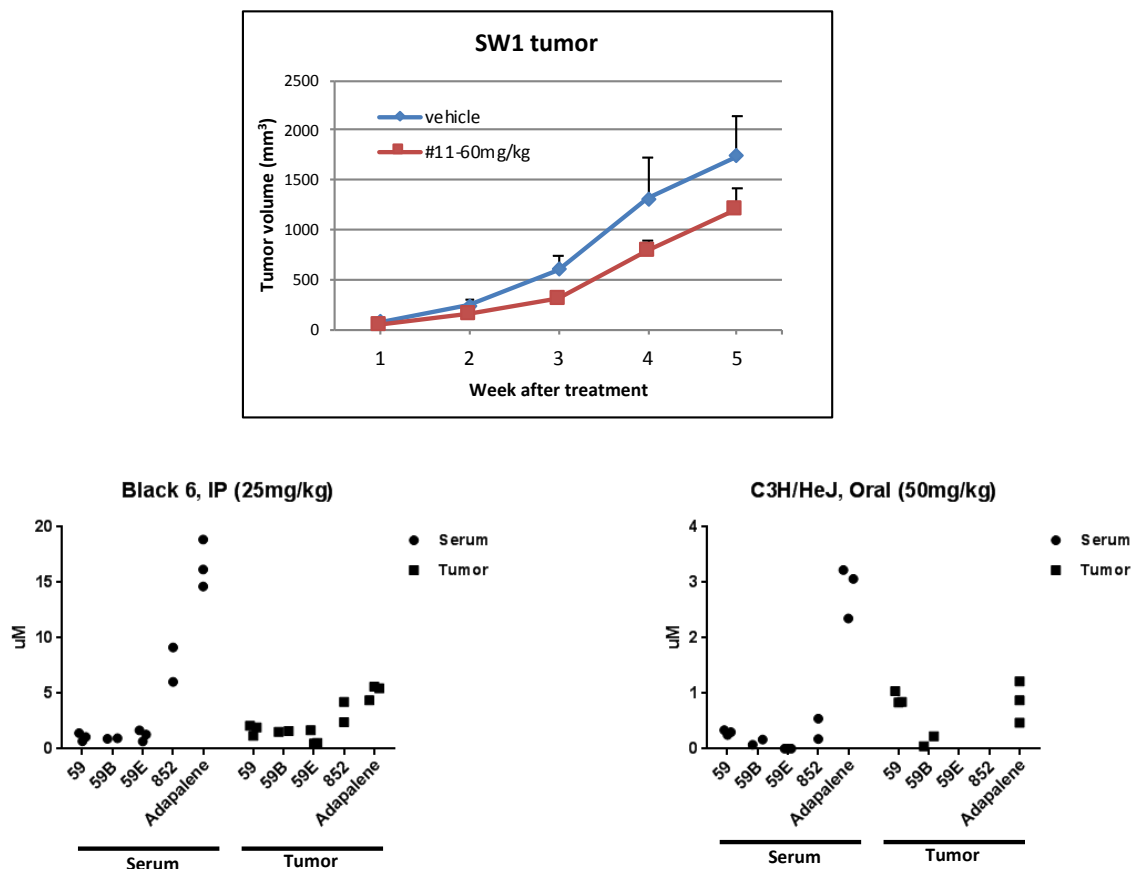 SW1 tumor
2500
2000
1500
1000
500
0
Tumor volume (mm³)
vehicle
#11-60mg/kg
1 2 3 4 5
Week after treatment
Black 6, IP (25mg/kg)
20
15
10
5
0
uM
Serum
Tumor
59 59B 59E 852 Adapalene 59 59B 59E 852 Adapalene
Serum Tumor
C3H/HeJ, Oral (50mg/kg)
4
3
2
1
0
uM
Serum
Tumor
59 59B 59E 852 Adapalene 59 59B 59E 852 Adapalene
Serum Tumor